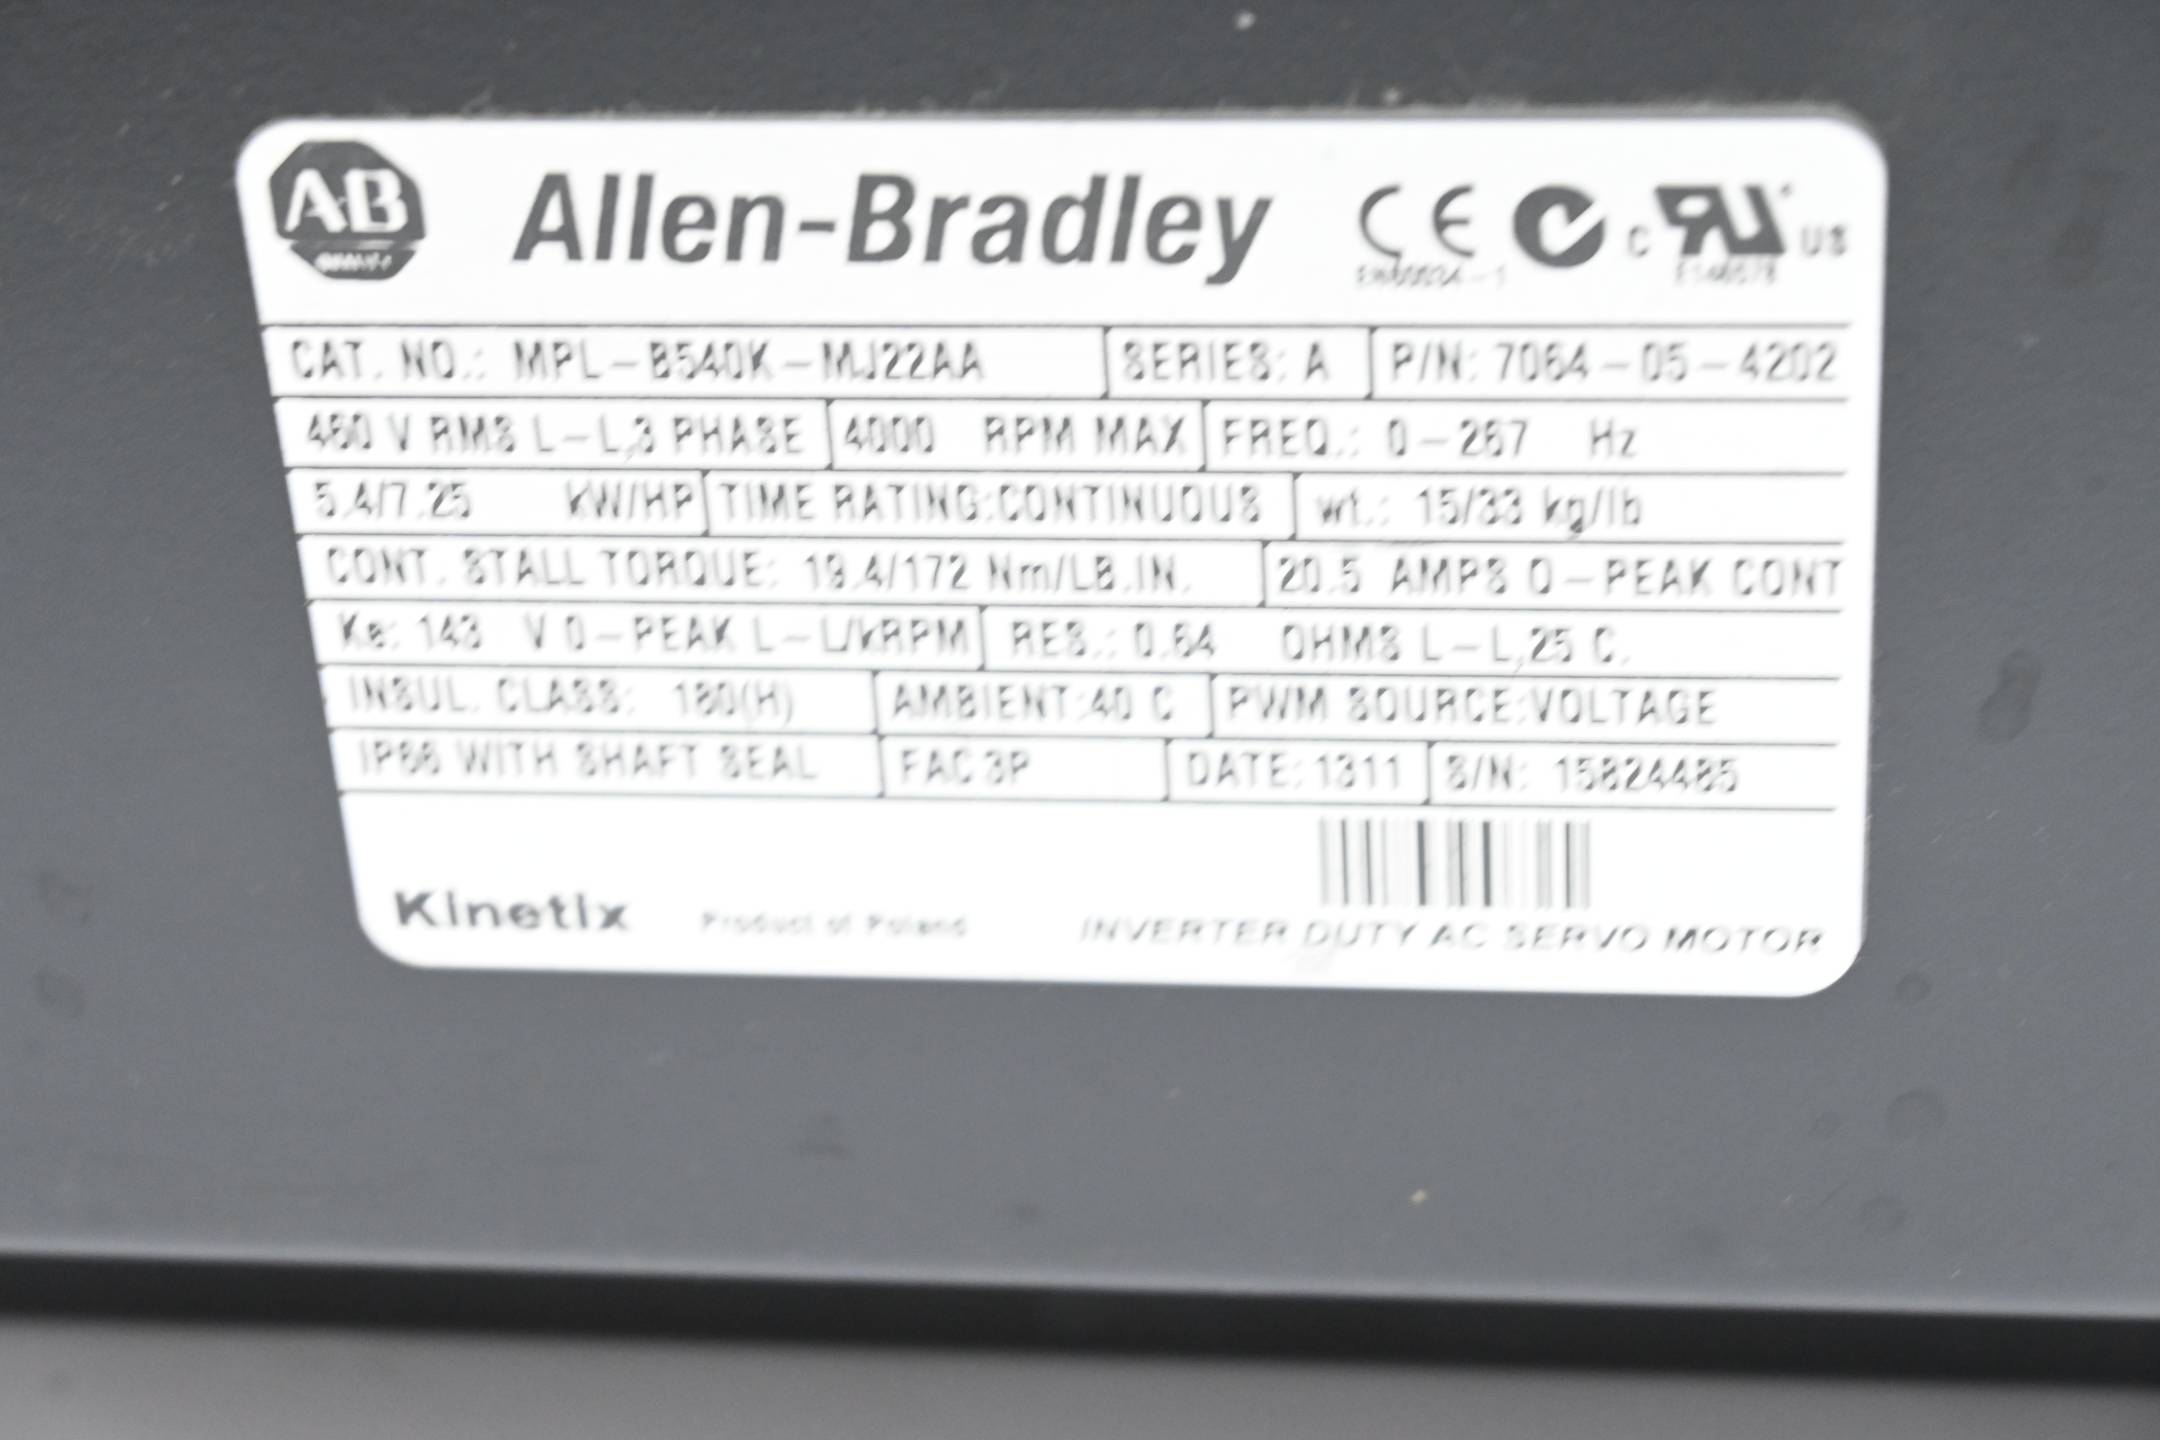 A-B
Allen-Bradley CE C RU US
EN60034-1
CAT. NO.: MPL-B540K-MJ22AA SERIES: A P/N: 7064-05-4202
460 V RMS L-L,3 PHASE 4000 RPM MAX FREQ.: 0-267 Hz
5.4/7.25 KW/HP TIME RATING:CONTINUOUS wt.: 15/33 kg/lb
CONT. STALL TORQUE: 19.4/172 Nm/LB.IN. 20.5 AMPS 0-PEAK CONT
Ke: 143 V 0-PEAK L-L/kRPM RES.: 0.64 OHMS L-L,25 C.
INSUL. CLASS: 180(H) AMBIENT:40 C PWM SOURCE:VOLTAGE
IP66 WITH SHAFT SEAL FAC 3P DATE:1311 S/N:
Kinetix Product of Poland INVERTER DUTY AC SERVO MOTOR